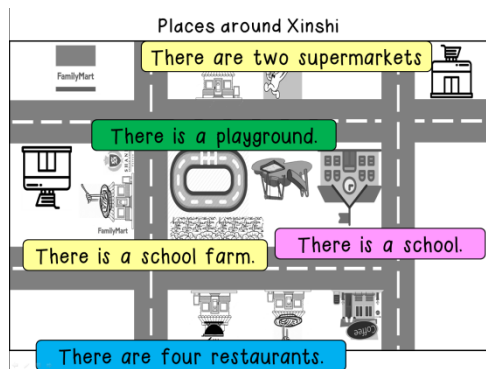 Places around Xinshi
There are two supermarkets
FamilyMart
There is a playground.
FamilyMart
There is a school.
There is a school farm.
Coffee
There are four restaurants.